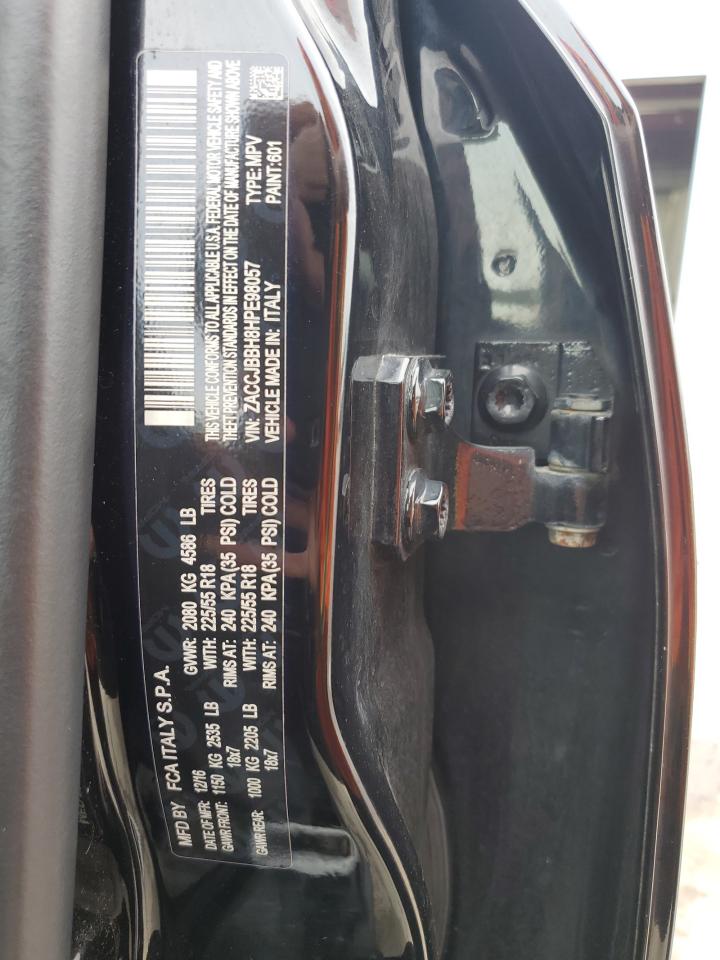 MFD BY FCA ITALY S.P.A.
DATE OF MFR: 12/16 GVWR: 2080 KG 4586 LB
GAWR FRONT: 1150 KG 2535 LB WITH: 225/55 R18 TIRES
18x7 RIMS AT: 240 KPA(35 PSI) COLD
GAWR REAR: 1000 KG 2205 LB WITH: 225/55 R18 TIRES
18x7 RIMS AT: 240 KPA(35 PSI) COLD
THIS VEHICLE CONFORMS TO ALL APPLICABLE U.S.A. FEDERAL MOTOR VEHICLE SAFETY AND
THEFT PREVENTION STANDARDS IN EFFECT ON THE DATE OF MANUFACTURE SHOWN ABOVE
VIN: ZACCJBBH8HPE98057 TYPE: MPV
VEHICLE MADE IN: ITALY PAINT:601